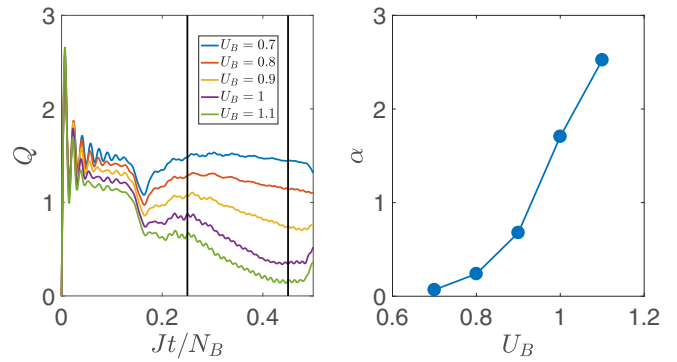 3
2
1
0
Q
0
0.2
0.4
Jt/N_B
U_B = 0.7
U_B = 0.8
U_B = 0.9
U_B = 1
U_B = 1.1
3
2
1
0
α
0.6
0.8
1
1.2
U_B